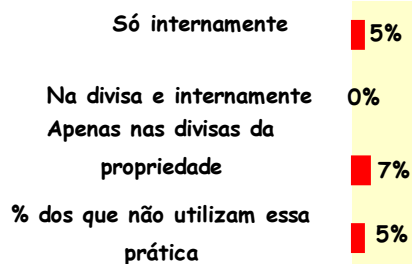 Só internamente 5%
Na divisa e internamente 0%
Apenas nas divisas da
propriedade 7%
% dos que não utilizam essa 5%
prática